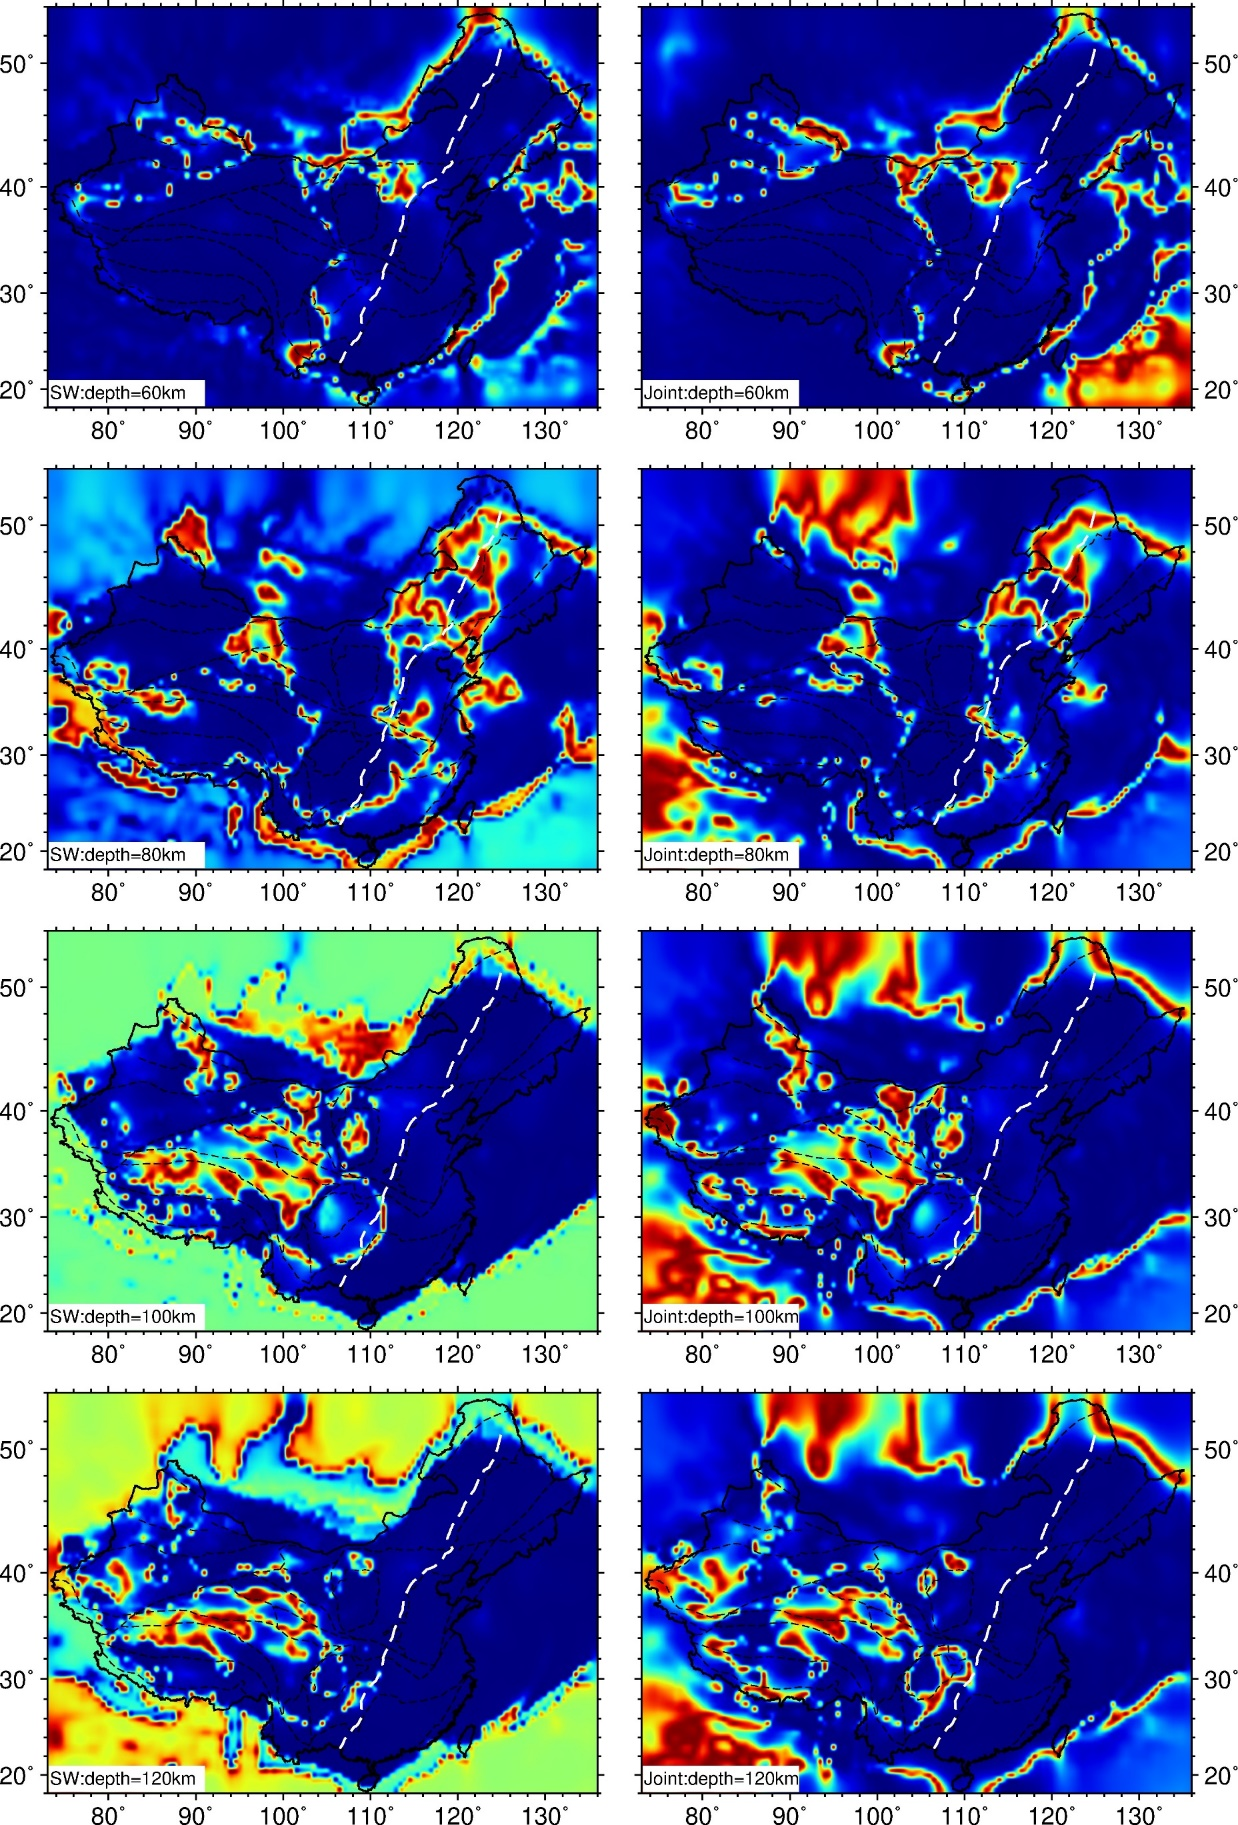 50° 50°
40° 40°
30° 30°
20° SW:depth=60km Joint:depth=60km 20°
80° 90° 100° 110° 120° 130° 80° 90° 100° 110° 120° 130°
50° 50°
40° 40°
30° 30°
20° SW:depth=80km Joint:depth=80km 20°
80° 90° 100° 110° 120° 130° 80° 90° 100° 110° 120° 130°
50° 50°
40° 40°
30° 30°
20° SW:depth=100km Joint:depth=100km 20°
80° 90° 100° 110° 120° 130° 80° 90° 100° 110° 120° 130°
50° 50°
40° 40°
30° 30°
20° SW:depth=120km Joint:depth=120km 20°
80° 90° 100° 110° 120° 130° 80° 90° 100° 110° 120° 130°